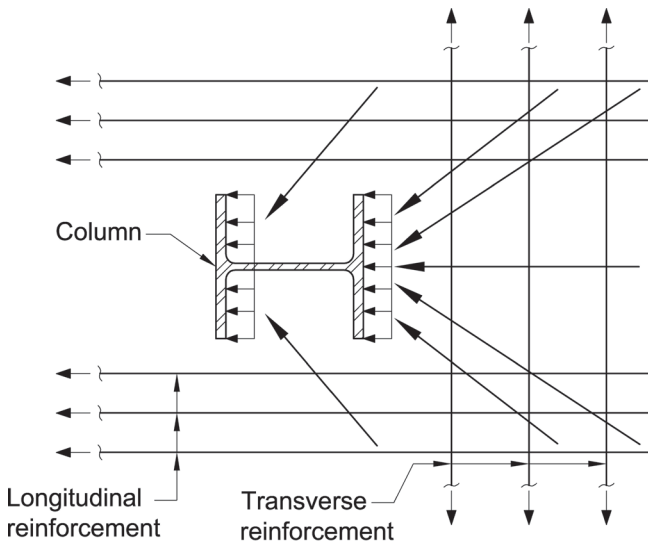 Column
Longitudinal
reinforcement
Transverse
reinforcement